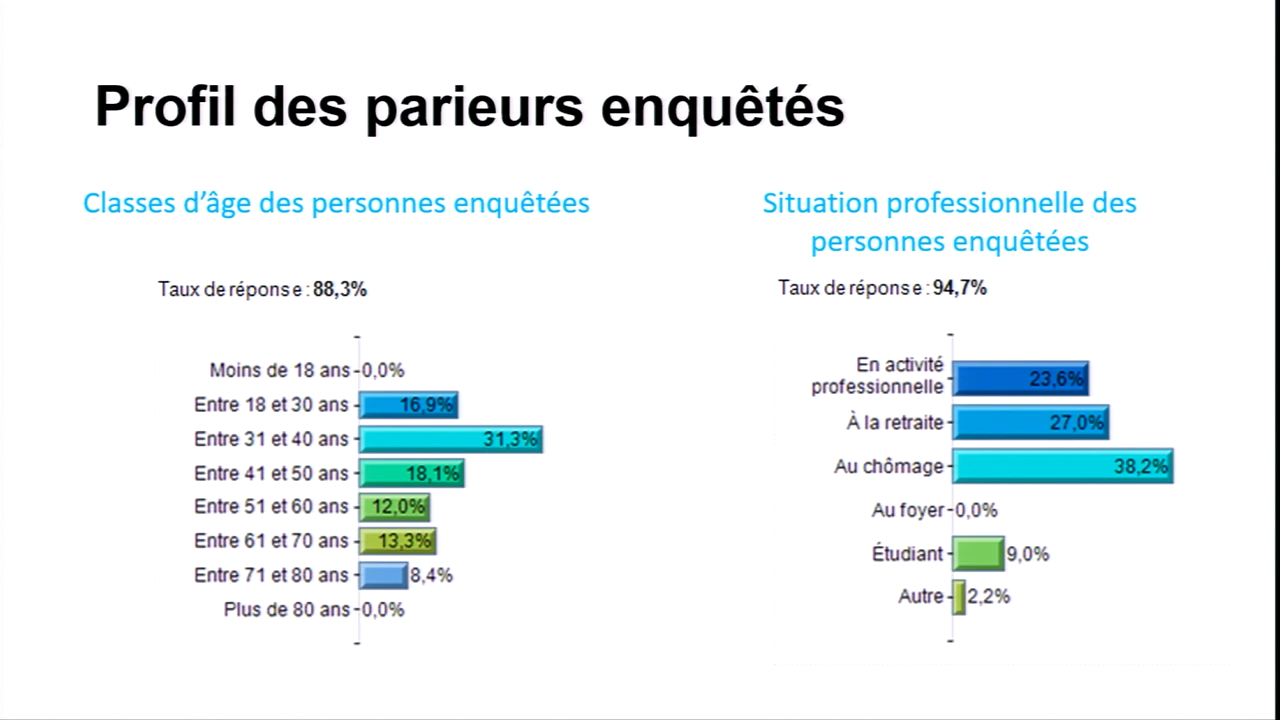 Profil des parieurs enquêtés
Classes d’âge des personnes enquêtées
Taux de réponse : 88,3%
Moins de 18 ans 0,0%
Entre 18 et 30 ans 16,9%
Entre 31 et 40 ans 31,3%
Entre 41 et 50 ans 18,1%
Entre 51 et 60 ans 12,0%
Entre 61 et 70 ans 13,3%
Entre 71 et 80 ans 8,4%
Plus de 80 ans 0,0%
Situation professionnelle des
personnes enquêtées
Taux de réponse : 94,7%
En activité
professionnelle 23,6%
À la retraite 27,0%
Au chômage 38,2%
Au foyer 0,0%
Étudiant 9,0%
Autre 2,2%